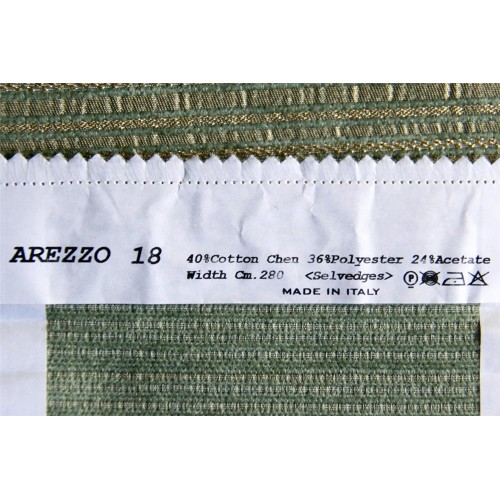 AREZZO 18
40%Cotton Chen 36%Polyester 24%Acetate
Width Cm.280 <Selvedges>
MADE IN ITALY